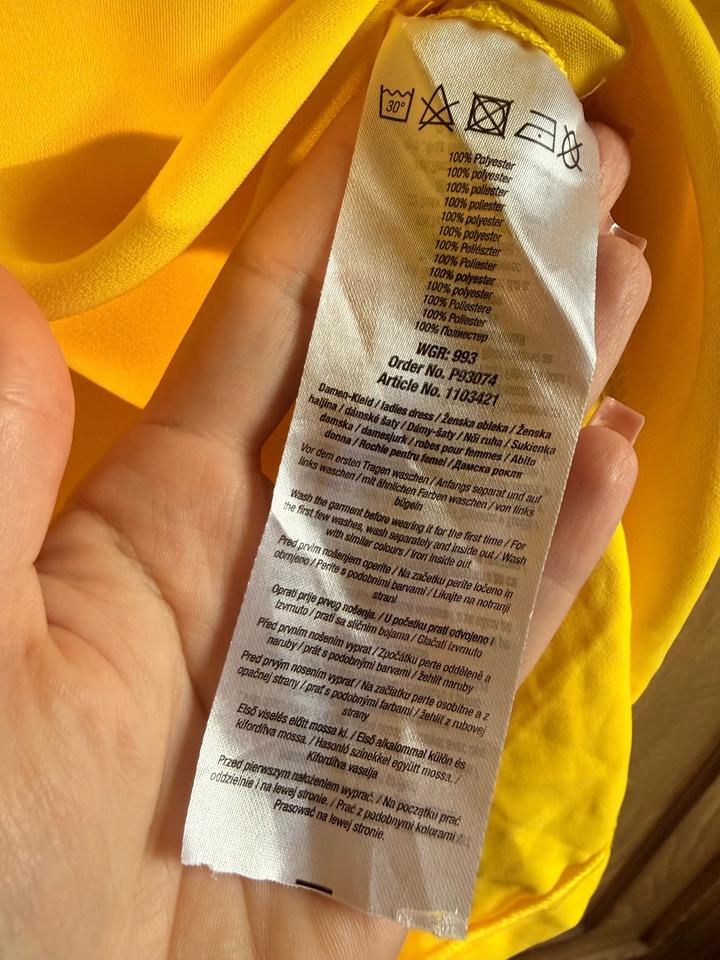 30°
100% Polyester
100% polyester
100% poliester
100% poliester
100% polyester
100% polyester
100% Poliészter
100% Poliester
100% polyester
100% polyester
100% Poliestere
100% Poliester
100% Полиестер
WGR: 993
Order No. P93074
Article No. 1103421
Damen-Kleid / ladies dress / Ženska obleka / Ženska
haljina / dámské šaty / Dámy-šaty / Női ruha / Sukienka
damska / damesjurk / robes pour femmes / Abito
donna / Rochie pentru femei / Дамска рокля
Vor dem ersten Tragen waschen / Anfangs separat und auf
links waschen / mit ähnlichen Farben waschen / von links
bügeln
Wash the garment before wearing it for the first time / For
the first few washes, wash separately and inside out / Wash
with similar colours / Iron inside out
Pred prvim nošenjem operite / Na začetku perite ločeno in
obrnjeno / Perite s podobnimi barvami / Likajte na notranji
strani
Oprati prije prvog nošenja. / U početku prati odvojeno i
izvrnuto / prati sa sličnim bojama / Glačati izvrnuto
Před prvním nošením vyprat / Zpočátku perte odděleně a
naruby / prát s podobnými barvami / žehlit naruby
Pred prvým nosením vyprať / Na začiatku perte osobitne a z
opačnej strany / prať s podobnými farbami / žehliť z rubovej
strany
Első viselés előtt mossa ki. / Első alkalommal külön és
kifordítva mossa. / Hasonló színekkel együtt mossa. /
Kifordítva vasalja
Przed pierwszym nałożeniem wyprać. / Na początku prać
oddzielnie i na lewej stronie. / Prać z podobnymi kolorami /
Prasować na lewej stronie.